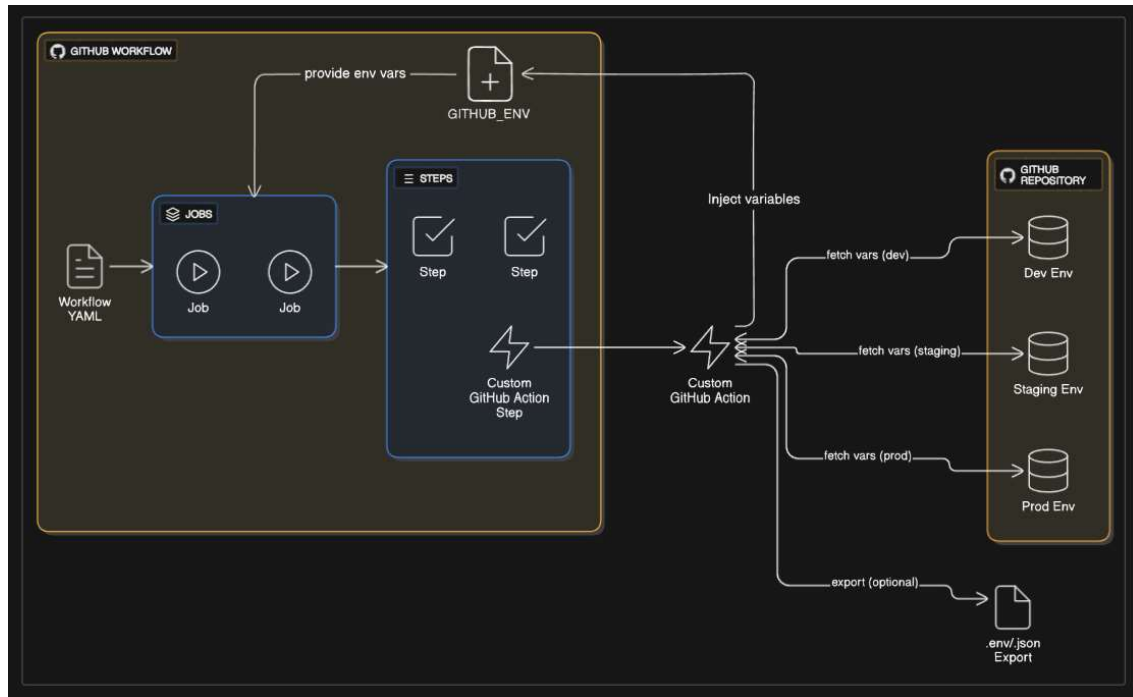 GITHUB WORKFLOW
provide env vars
GITHUB_ENV
STEPS
GITHUB
REPOSITORY
JOBS
Inject variables
Step
Step
fetch vars (dev)
Dev Env
Workflow
YAML
Job
Job
fetch vars (staging)
Custom
GitHub Action
Step
Custom
GitHub Action
Staging Env
fetch vars (prod)
Prod Env
export (optional)
.env/.json
Export